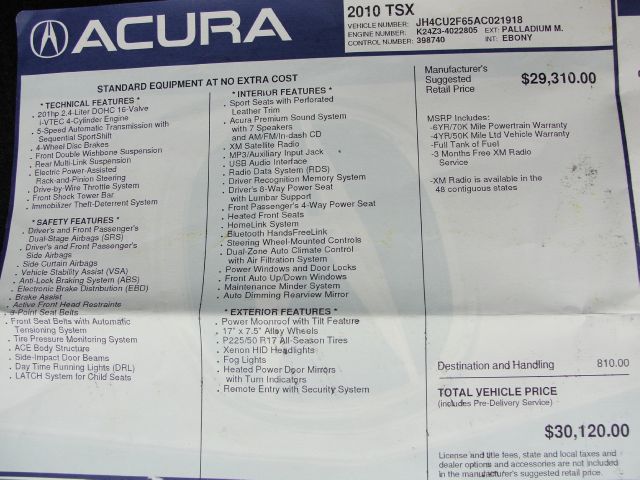 ACURA
2010 TSX
VEHICLE NUMBER: JH4CU2F65AC021918
ENGINE NUMBER: K24Z3-4022805 EXT: PALLADIUM M.
CONTROL NUMBER: 398740 INT: EBONY
STANDARD EQUIPMENT AT NO EXTRA COST
* TECHNICAL FEATURES *
• 201hp 2.4-Liter DOHC 16-Valve
i-VTEC 4-Cylinder Engine
• 5-Speed Automatic Transmission with
Sequential SportShift
• 4-Wheel Disc Brakes
• Front Double Wishbone Suspension
• Rear Multi-Link Suspension
• Electric Power-Assisted
Rack-and-Pinion Steering
• Drive-by-Wire Throttle System
• Front Shock Tower Bar
• Immobilizer Theft-Deterrent System
* SAFETY FEATURES *
• Driver's and Front Passenger's
Dual-Stage Airbags (SRS)
• Driver's and Front Passenger's
Side Airbags
• Side Curtain Airbags
• Vehicle Stability Assist (VSA)
• Anti-Lock Braking System (ABS)
• Electronic Brake Distribution (EBD)
• Brake Assist
• Active Front Head Restraints
• 3-Point Seat Belts
• Front Seat Belts with Automatic
Tensioning System
• Tire Pressure Monitoring System
• ACE Body Structure
• Side-Impact Door Beams
• Day Time Running Lights (DRL)
• LATCH System for Child Seats
* INTERIOR FEATURES *
• Sport Seats with Perforated
Leather Trim
• Acura Premium Sound System
with 7 Speakers
and AM/FM/In-dash CD
• XM Satellite Radio
• MP3/Auxiliary Input Jack
• USB Audio Interface
• Radio Data System (RDS)
• Driver Recognition Memory System
• Driver's 8-Way Power Seat
with Lumbar Support
• Front Passenger's 4-Way Power Seat
• Heated Front Seats
• HomeLink System
• Bluetooth HandsFreeLink
• Steering Wheel-Mounted Controls
• Dual-Zone Auto Climate Control
with Air Filtration System
• Power Windows and Door Locks
• Front Auto Up/Down Windows
• Maintenance Minder System
• Auto Dimming Rearview Mirror
* EXTERIOR FEATURES *
• Power Moonroof with Tilt Feature
• 17" x 7.5" Alloy Wheels
• P225/50 R17 All-Season Tires
• Xenon HID Headlights
• Fog Lights
• Heated Power Door Mirrors
with Turn Indicators
• Remote Entry with Security System
Manufacturer's
Suggested $29,310.00
Retail Price
MSRP Includes:
-6YR/70K Mile Powertrain Warranty
-4YR/50K Mile Ltd Vehicle Warranty
-Full Tank of Fuel
-3 Months Free XM Radio
Service
-XM Radio is available in the
48 contiguous states
Destination and Handling 810.00
TOTAL VEHICLE PRICE
(includes Pre-Delivery Service)
$30,120.00
License and title fees, state and local taxes and
dealer options and accessories are not included
in the manufacturer's suggested retail price.